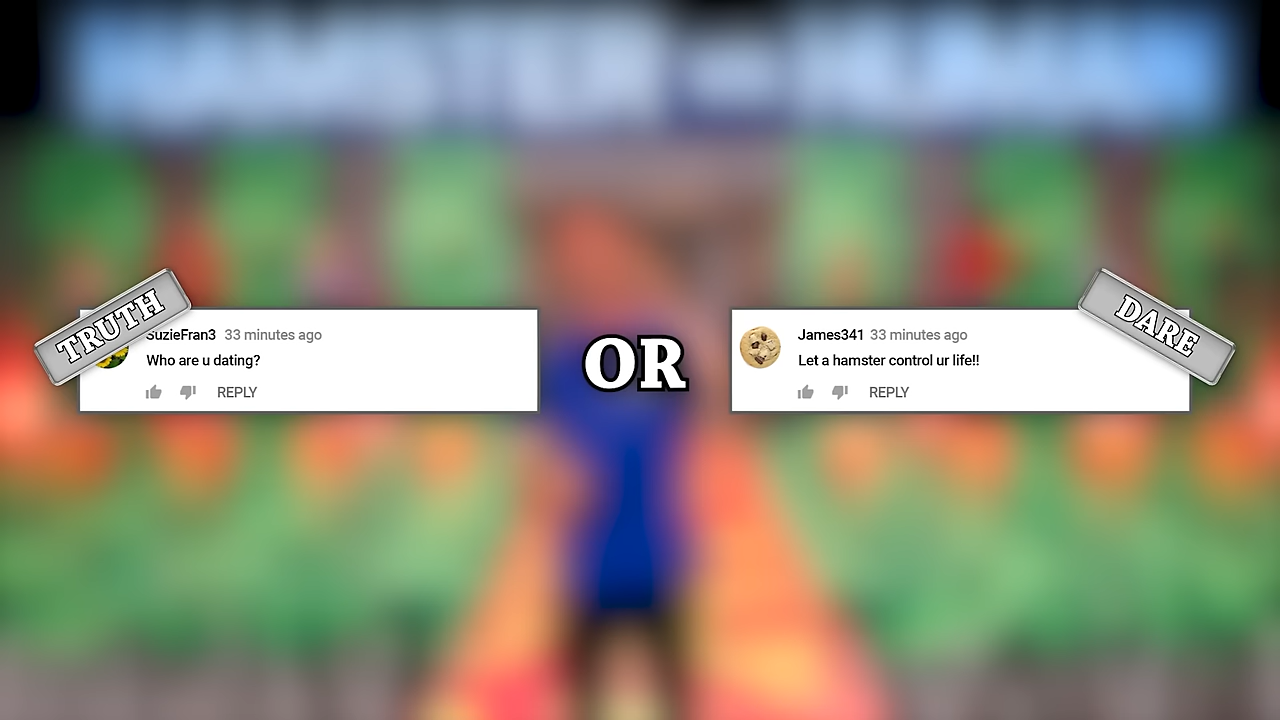 TRUTH
SuzieFran3 33 minutes ago
Who are u dating?
REPLY
OR
DARE
James341 33 minutes ago
Let a hamster control ur life!!
REPLY